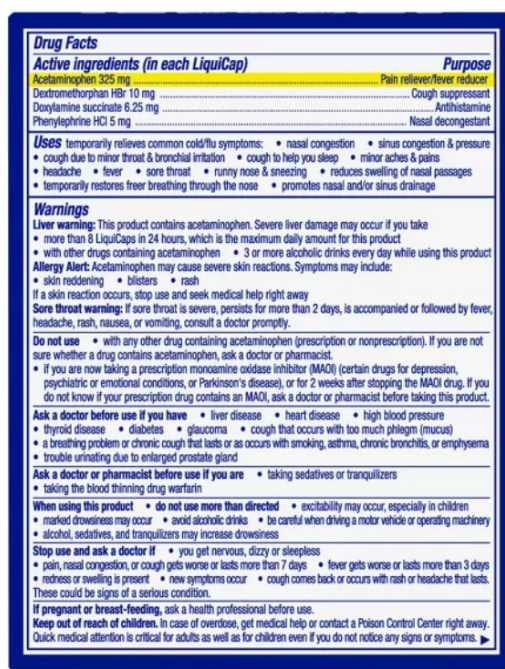 Drug Facts
Active ingredients (in each LiquiCap) Purpose
Acetaminophen 325 mg ........ Pain reliever/fever reducer
Dextromethorphan HBr 10 mg ........ Cough suppressant
Doxylamine succinate 6.25 mg ........ Antihistamine
Phenylephrine HCl 5 mg ........ Nasal decongestant
Uses temporarily relieves common cold/flu symptoms: • nasal congestion • sinus congestion & pressure
• cough due to minor throat & bronchial irritation • cough to help you sleep • minor aches & pains
• headache • fever • sore throat • runny nose & sneezing • reduces swelling of nasal passages
• temporarily restores freer breathing through the nose • promotes nasal and/or sinus drainage
Warnings
Liver warning: This product contains acetaminophen. Severe liver damage may occur if you take
• more than 8 LiquiCaps in 24 hours, which is the maximum daily amount for this product
• with other drugs containing acetaminophen • 3 or more alcoholic drinks every day while using this product
Allergy Alert: Acetaminophen may cause severe skin reactions. Symptoms may include:
• skin reddening • blisters • rash
If a skin reaction occurs, stop use and seek medical help right away
Sore throat warning: If sore throat is severe, persists for more than 2 days, is accompanied or followed by fever,
headache, rash, nausea, or vomiting, consult a doctor promptly.
Do not use • with any other drug containing acetaminophen (prescription or nonprescription). If you are not
sure whether a drug contains acetaminophen, ask a doctor or pharmacist.
• if you are now taking a prescription monoamine oxidase inhibitor (MAOI) (certain drugs for depression,
psychiatric or emotional conditions, or Parkinson's disease), or for 2 weeks after stopping the MAOI drug. If you
do not know if your prescription drug contains an MAOI, ask a doctor or pharmacist before taking this product.
Ask a doctor before use if you have • liver disease • heart disease • high blood pressure
• thyroid disease • diabetes • glaucoma • cough that occurs with too much phlegm (mucus)
• a breathing problem or chronic cough that lasts or as occurs with smoking, asthma, chronic bronchitis, or emphysema
• trouble urinating due to enlarged prostate gland
Ask a doctor or pharmacist before use if you are • taking sedatives or tranquilizers
• taking the blood thinning drug warfarin
When using this product • do not use more than directed • excitability may occur, especially in children
• marked drowsiness may occur • avoid alcoholic drinks • be careful when driving a motor vehicle or operating machinery
• alcohol, sedatives, and tranquilizers may increase drowsiness
Stop use and ask a doctor if • you get nervous, dizzy or sleepless
• pain, nasal congestion, or cough gets worse or lasts more than 7 days • fever gets worse or lasts more than 3 days
• redness or swelling is present • new symptoms occur • cough comes back or occurs with rash or headache that lasts.
These could be signs of a serious condition.
If pregnant or breast-feeding, ask a health professional before use.
Keep out of reach of children. In case of overdose, get medical help or contact a Poison Control Center right away.
Quick medical attention is critical for adults as well as for children even if you do not notice any signs or symptoms. ▶